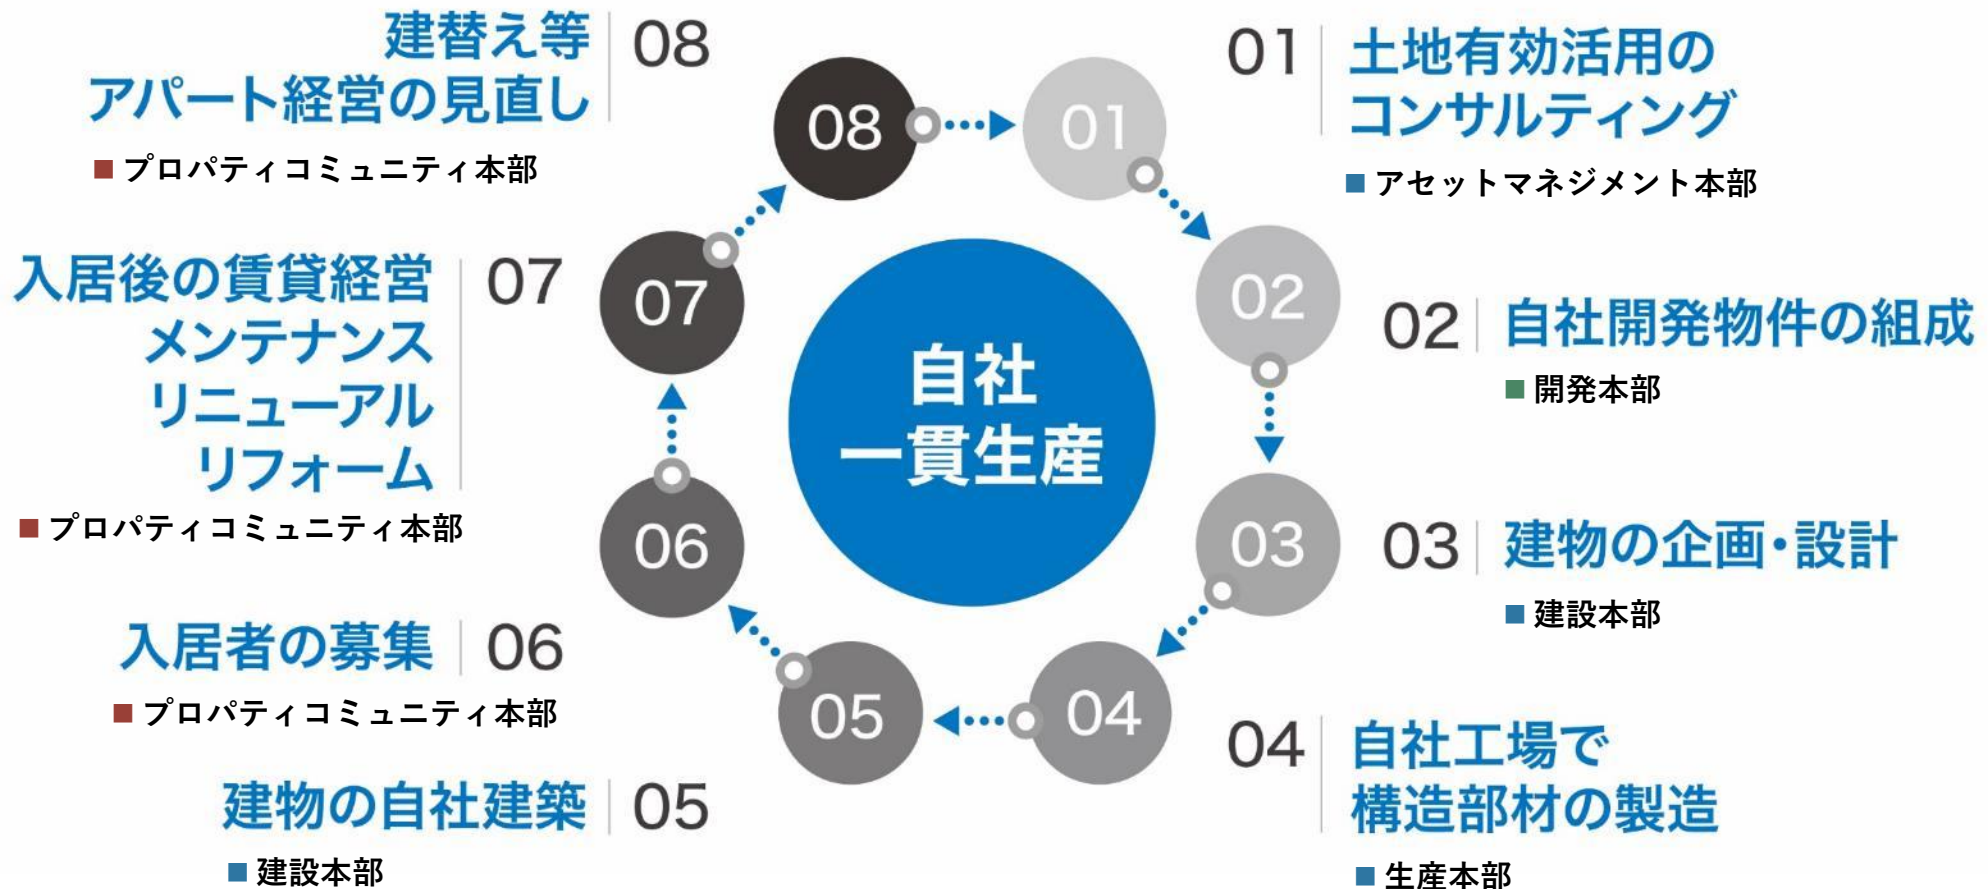 01
土地有効活用の
コンサルティング
■ アセットマネジメント本部
02
自社開発物件の組成
■ 開発本部
03
建物の企画・設計
■ 建設本部
04
自社工場で
構造部材の製造
■ 生産本部
05
建物の自社建築
■ 建設本部
06
入居者の募集
■ プロパティコミュニティ本部
07
入居後の賃貸経営
メンテナンス
リニューアル
リフォーム
■ プロパティコミュニティ本部
08
建替え等
アパート経営の見直し
■ プロパティコミュニティ本部
自社
一貫生産
01
02
03
04
05
06
07
08